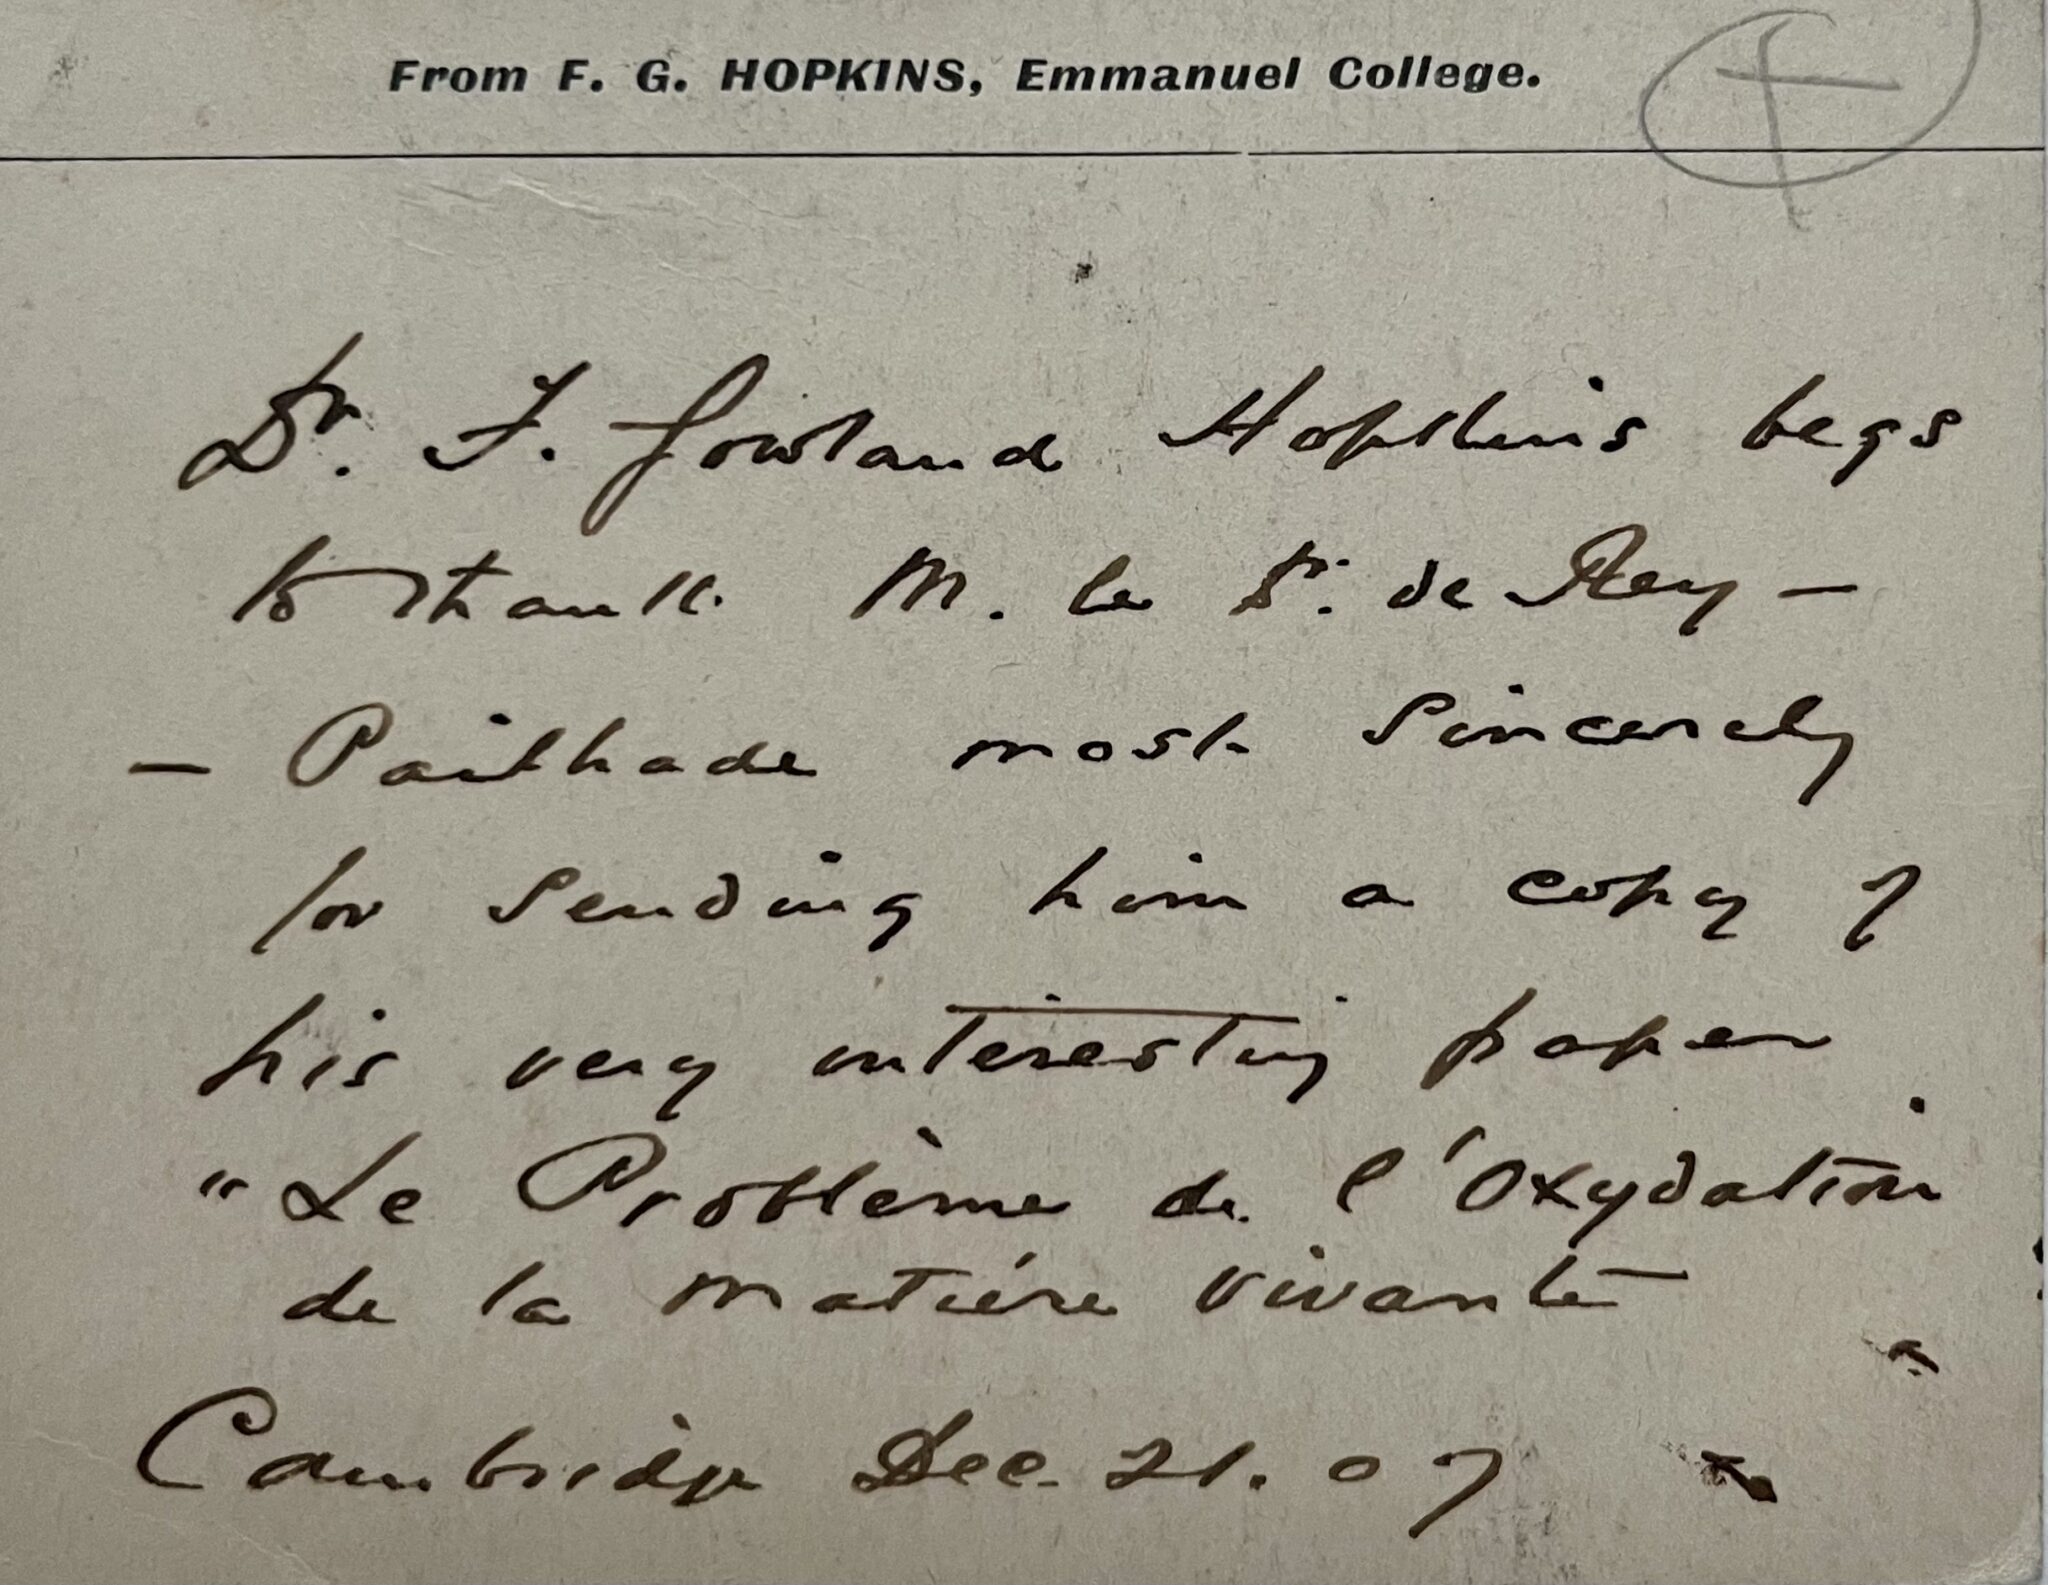 From F. G. HOPKINS, Emmanuel College.
Dr. F. Gowland Hopkins begs
to thank M. le Dr. de Rey –
– Pailhade most sincerely
for sending him a copy of
his very interesting paper
"Le Problème de l'Oxydation
de la matière vivante
Cambridge Dec. 21. 07